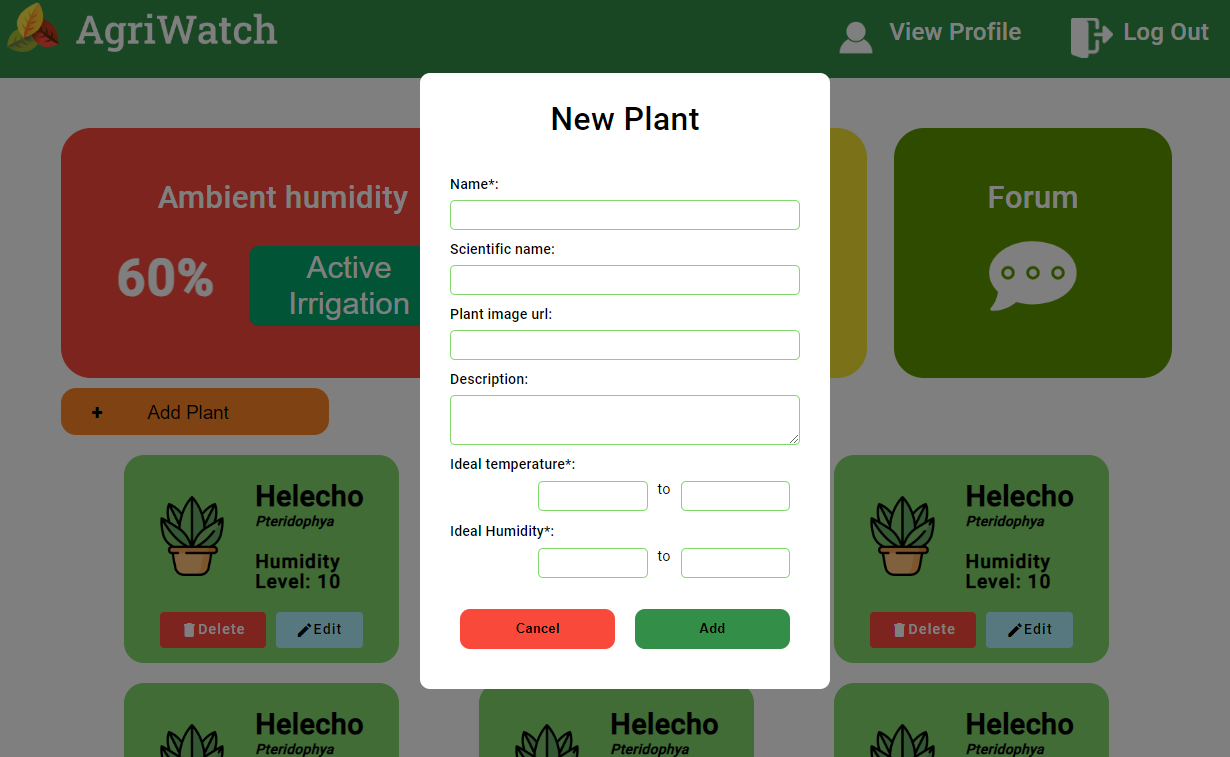 AgriWatch
View Profile
Log Out
Ambient humidity
60%
Active
Irrigation
Forum
+ Add Plant
New Plant
Name*:
Scientific name:
Plant image url:
Description:
Ideal temperature*:
to
Ideal Humidity*:
to
Cancel
Add
Helecho
Pteridophya
Humidity
Level: 10
Delete
Edit
Helecho
Pteridophya
Humidity
Level: 10
Delete
Edit
Helecho
Pteridophya
Helecho
Pteridophya
Helecho
Pteridophya